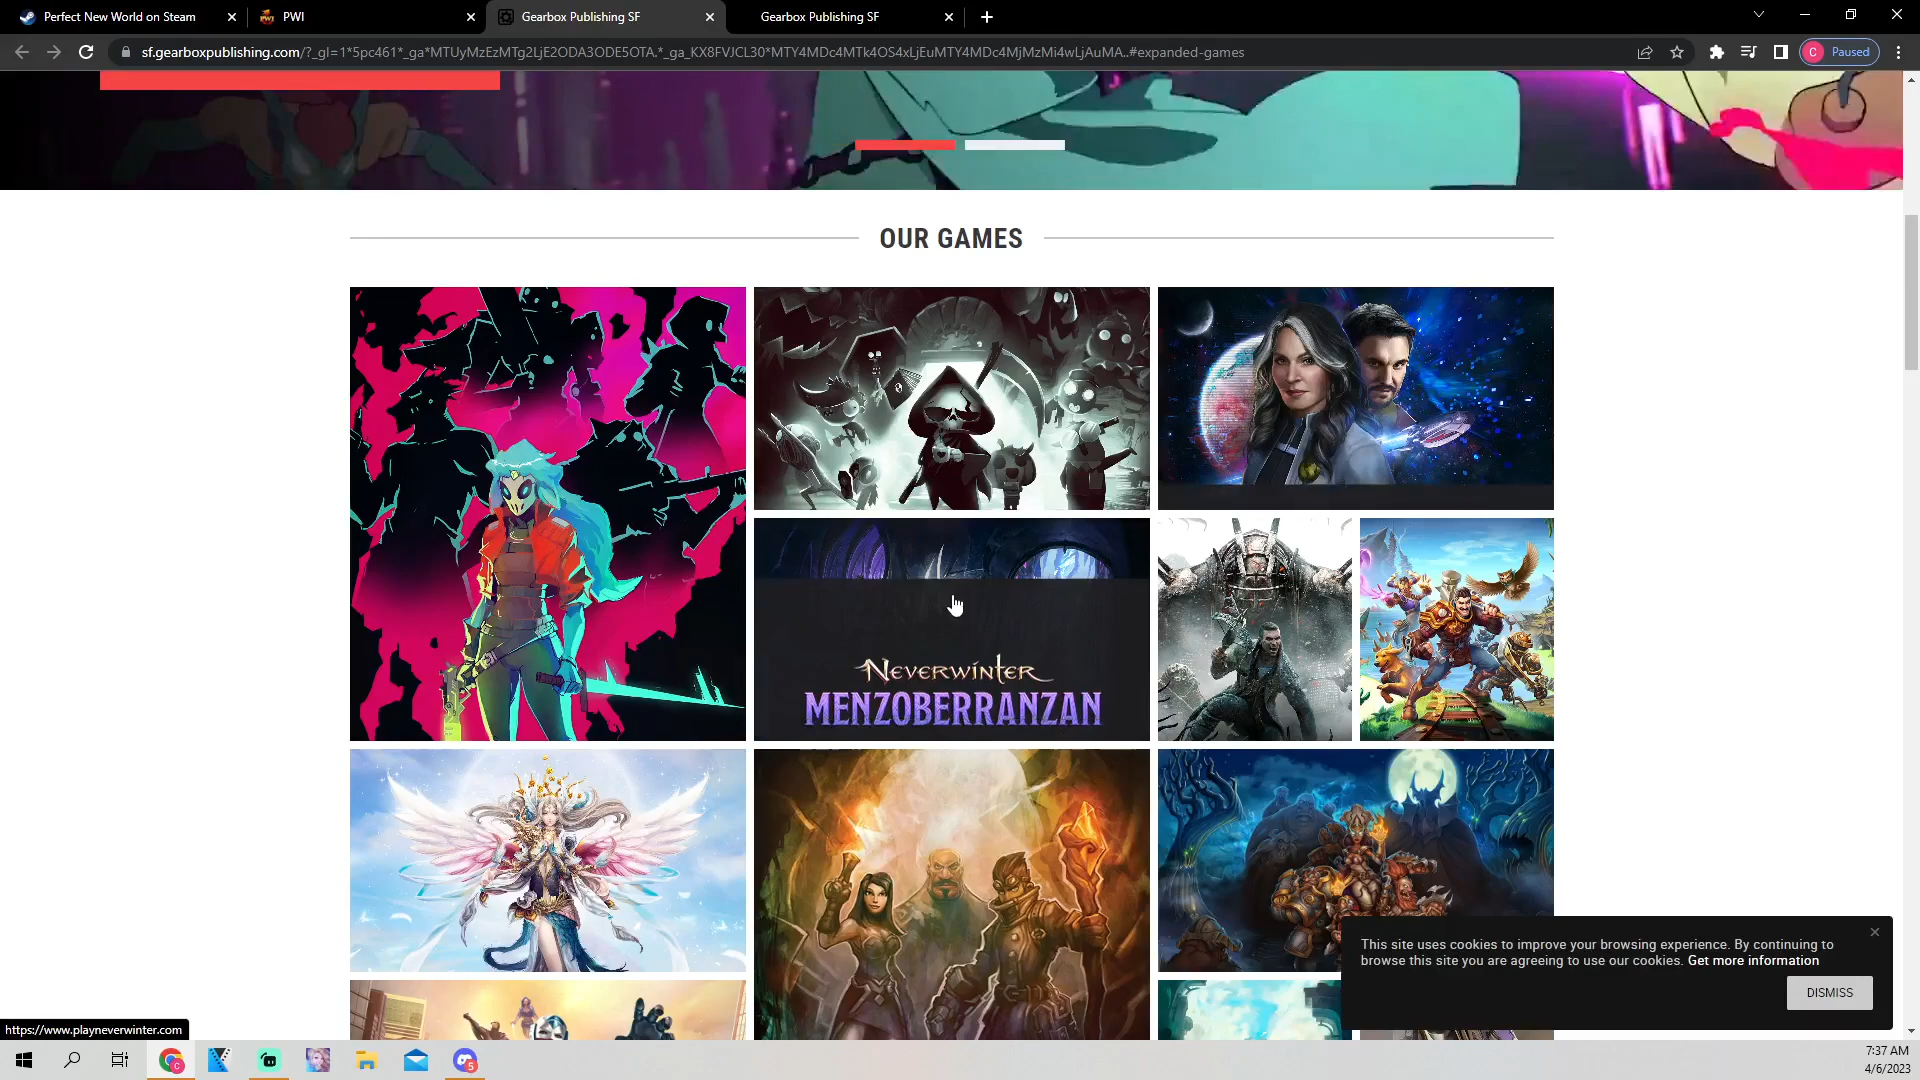 Perfect New World on Steam
PWI
Gearbox Publishing SF
Gearbox Publishing SF
sf.gearboxpublishing.com/?_gl=1*5pc461*_ga*MTUyMzEzMTg2LjE2ODA3ODE5OTA.*_ga_KX8FVJCL30*MTY4MDc4MTk4OS4xLjEuMTY4MDc4MjMzMi4wLjAuMA..#expanded-games
C
Paused
OUR GAMES
NEVERWINTER
MENZOBERRANZAN
This site uses cookies to improve your browsing experience. By continuing to
browse this site you are agreeing to use our cookies. Get more information
DISMISS
https://www.playneverwinter.com
5
7:37 AM
4/6/2023